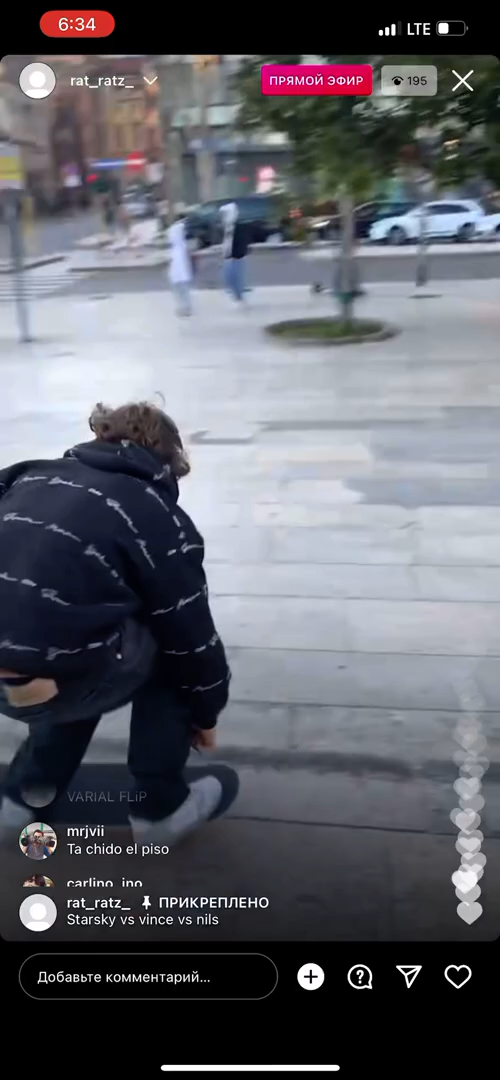 6:34
LTE
rat_ratz_
ПРЯМОЙ ЭФИР
195
VARIAL FLiP
mrjvii
Ta chido el piso
carlino_ino
rat_ratz_ ПРИКРЕПЛЕНО
Starsky vs vince vs nils
Добавьте комментарий...